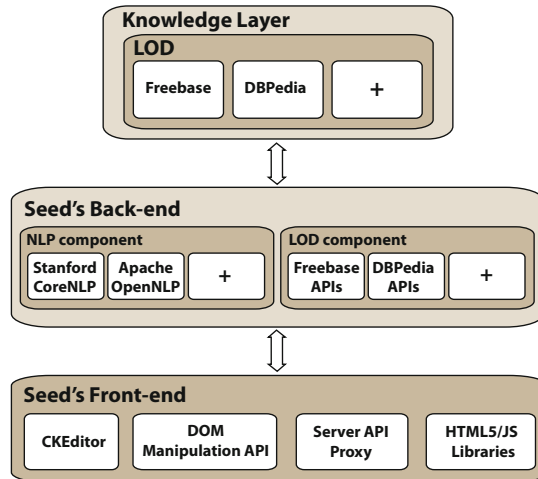 Knowledge Layer
LOD
Freebase
DBPedia
+
Seed's Back-end
NLP component
Stanford
CoreNLP
Apache
OpenNLP
+
LOD component
Freebase
APIs
DBPedia
APIs
+
Seed's Front-end
CKEditor
DOM
Manipulation API
Server API
Proxy
HTML5/JS
Libraries